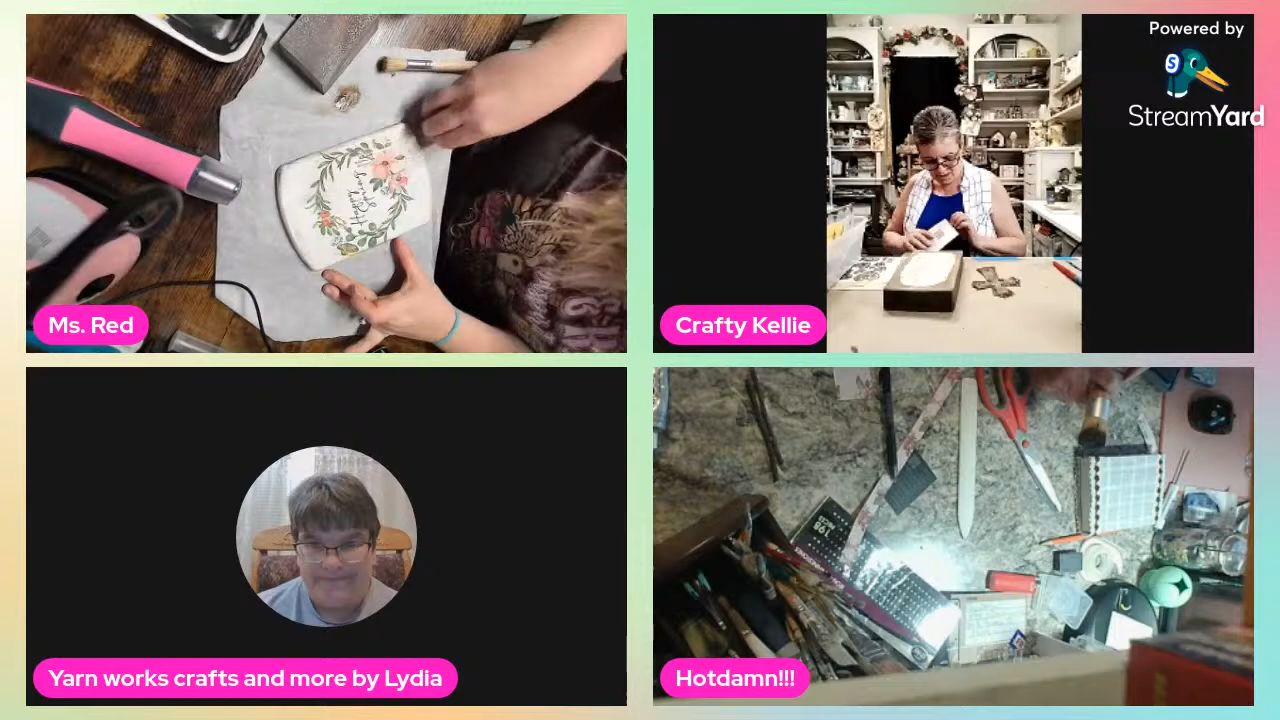 Powered by
StreamYard
Ms. Red
Crafty Kellie
Yarn works crafts and more by Lydia
Hotdamn!!!